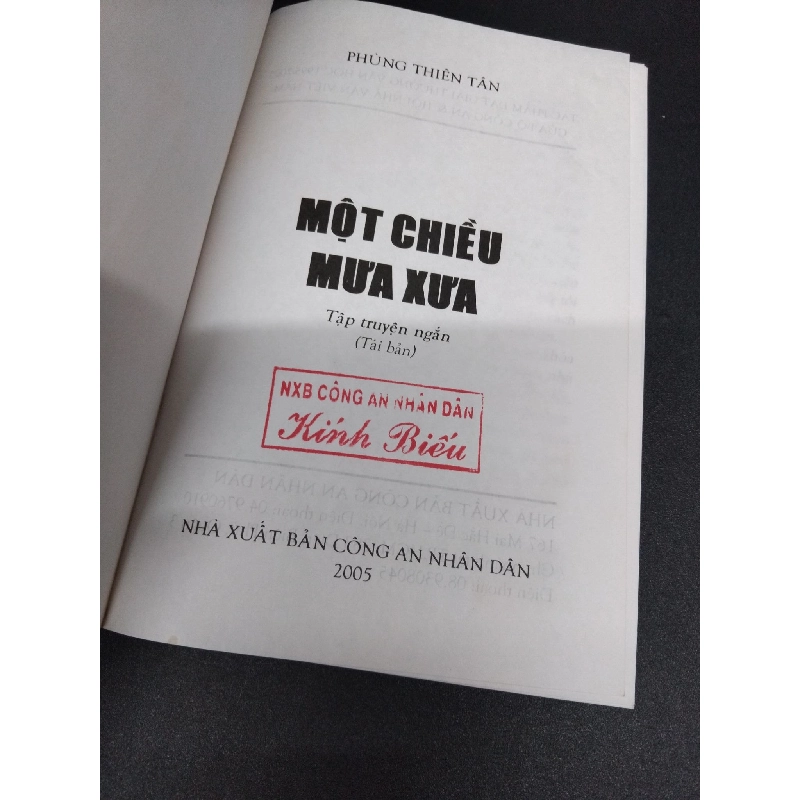 PHÙNG THIÊN TÂN
MỘT CHIỀU
MƯA XƯA
Tập truyện ngắn
(Tái bản)
NXB CÔNG AN NHÂN DÂN
Kính Biếu
NHÀ XUẤT BẢN CÔNG AN NHÂN DÂN
2005